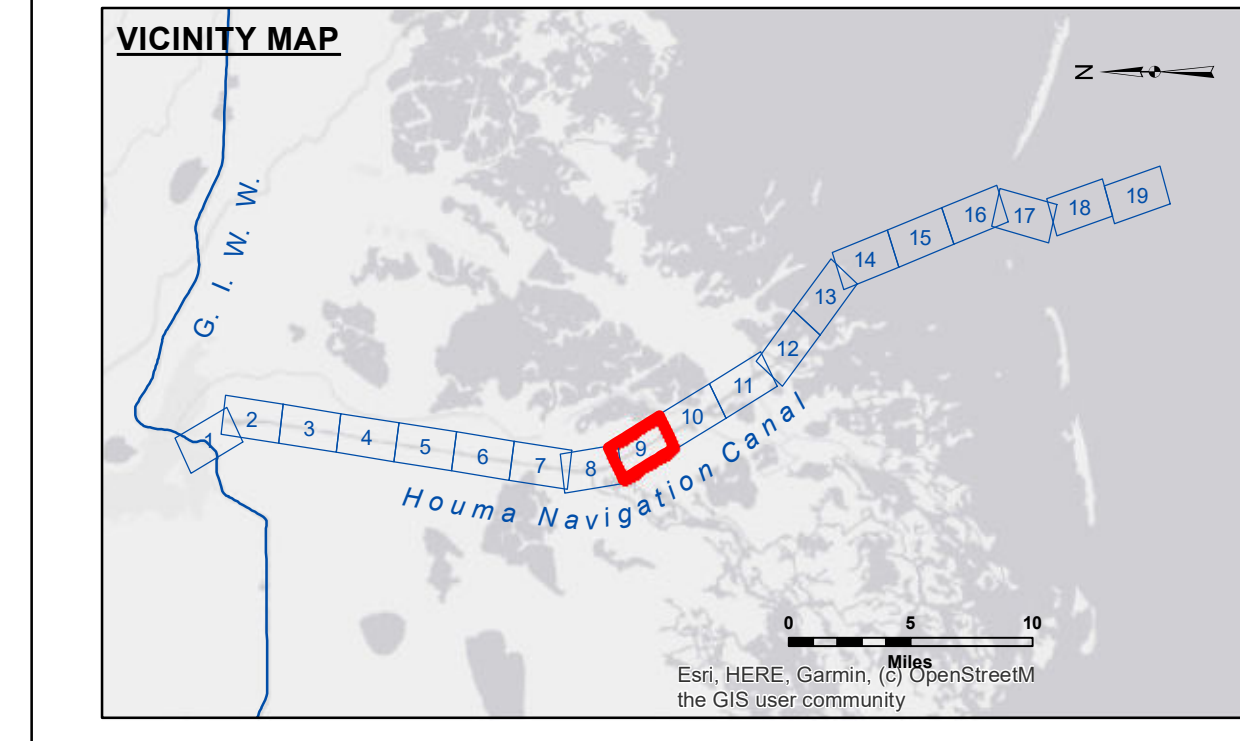 VICINITY MAP
N
G. I. W. W.
1
2
3
4
5
6
7
8
9
10
11
12
13
14
15
16
17
18
19
Houma Navigation Canal
0 5 10
Miles
Esri, HERE, Garmin, (c) OpenStreetM
the GIS user community